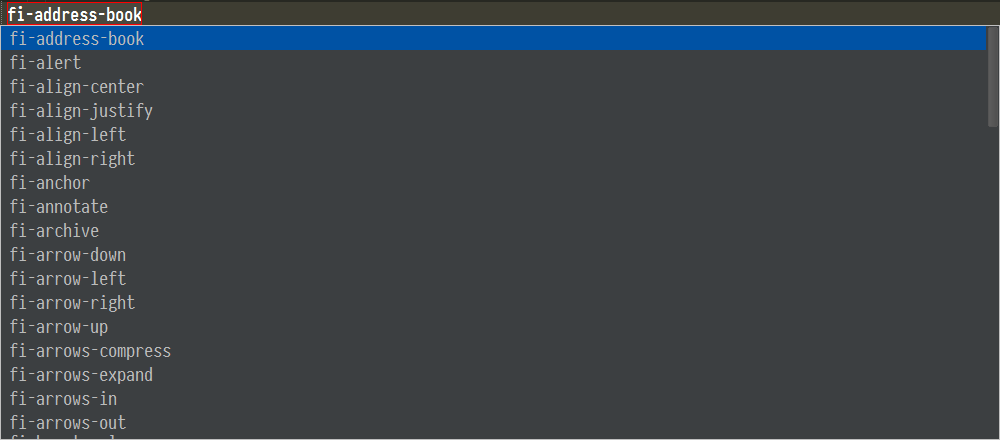 fi-address-book
fi-address-book
fi-alert
fi-align-center
fi-align-justify
fi-align-left
fi-align-right
fi-anchor
fi-annotate
fi-archive
fi-arrow-down
fi-arrow-left
fi-arrow-right
fi-arrow-up
fi-arrows-compress
fi-arrows-expand
fi-arrows-in
fi-arrows-out